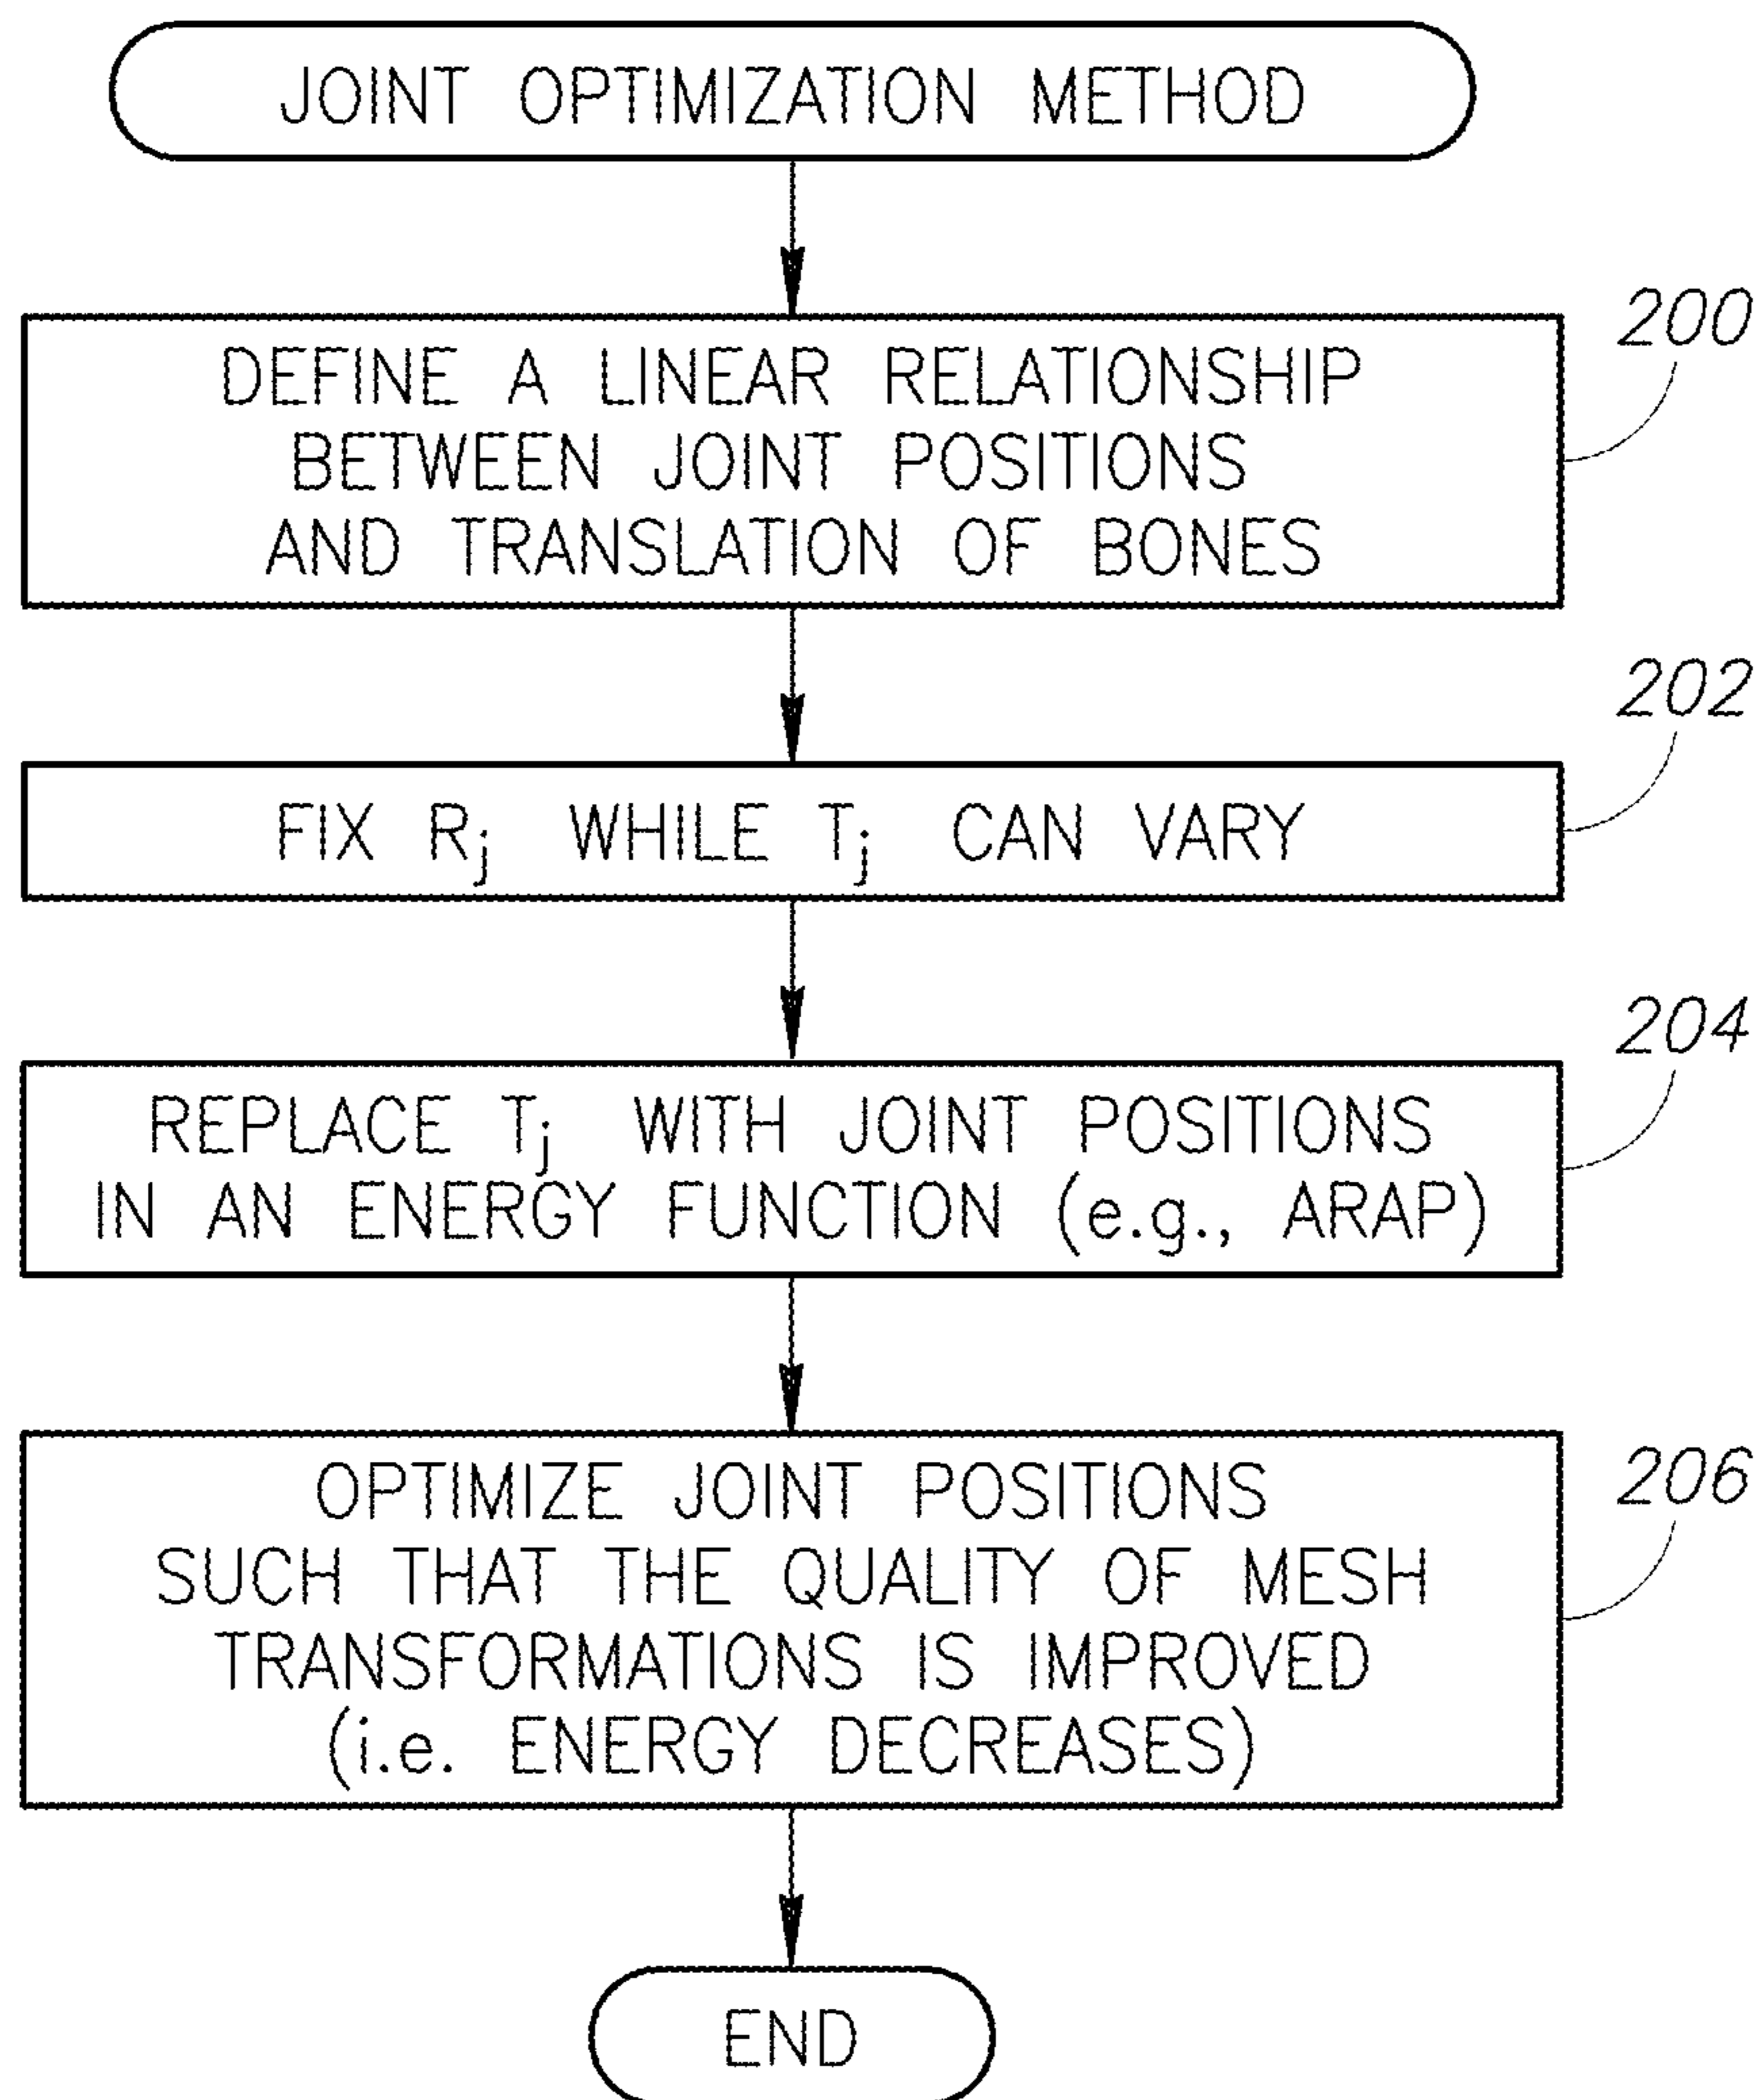 JOINT OPTIMIZATION METHOD
200
DEFINE A LINEAR RELATIONSHIP
BETWEEN JOINT POSITIONS
AND TRANSLATION OF BONES
202
FIX Rj WHILE Tj CAN VARY
204
REPLACE Tj WITH JOINT POSITIONS
IN AN ENERGY FUNCTION (e.g., ARAP)
206
OPTIMIZE JOINT POSITIONS
SUCH THAT THE QUALITY OF MESH
TRANSFORMATIONS IS IMPROVED
(i.e. ENERGY DECREASES)
END